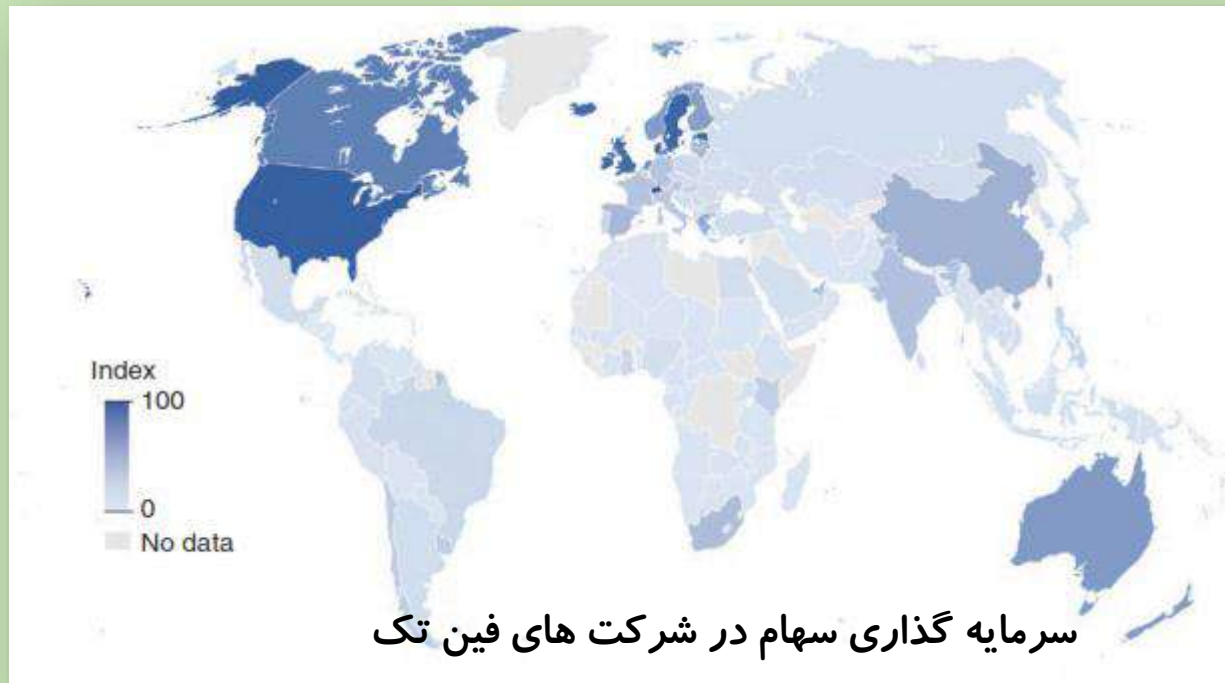 Index
100
0
No data
سرمایه گذاری سهام در شرکت های فین تک